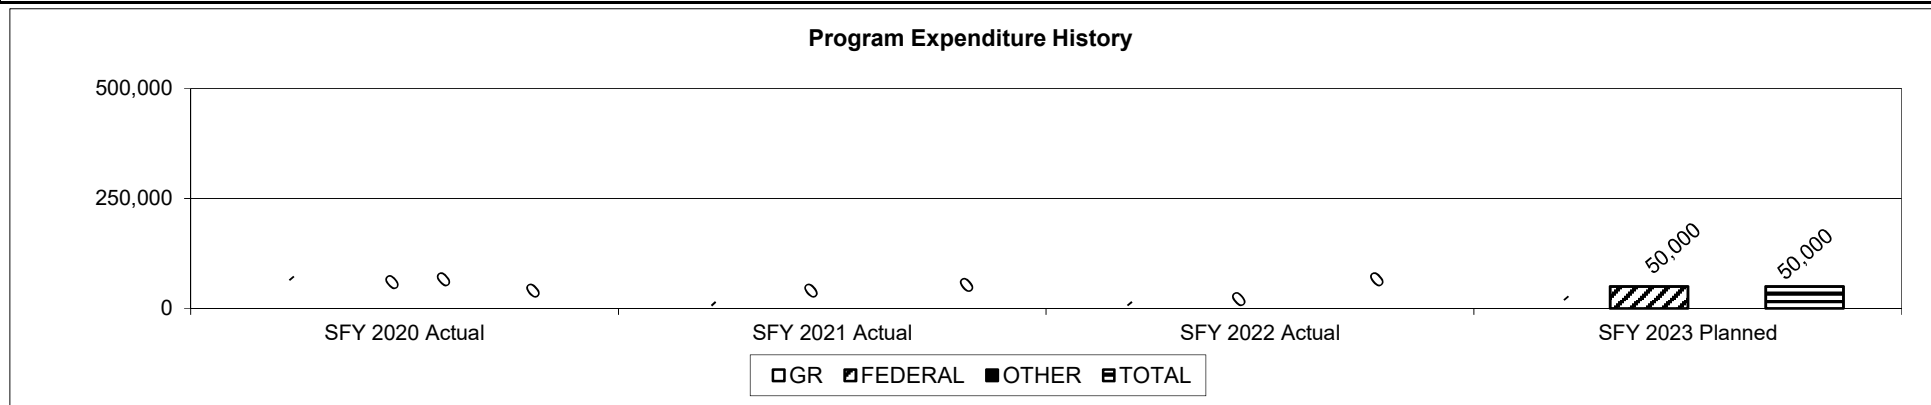 Program Expenditure History
500,000
250,000
0
- 0 0 0
- 0 0
- 0 0
- 50,000 50,000
SFY 2020 Actual SFY 2021 Actual SFY 2022 Actual SFY 2023 Planned
GR FEDERAL OTHER TOTAL